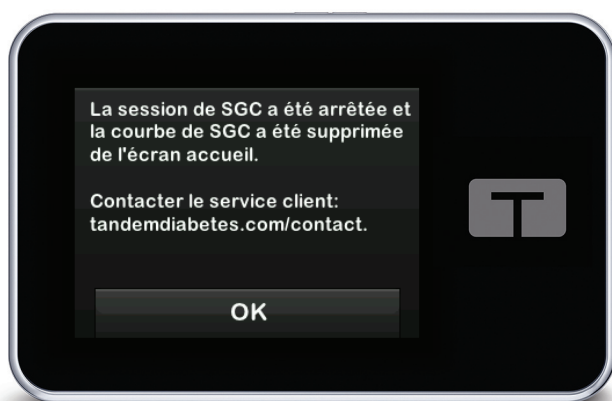 La session de SGC a été arrêtée et
la courbe de SGC a été supprimée
de l'écran accueil.
Contacter le service client:
tandemdiabetes.com/contact.
OK
T